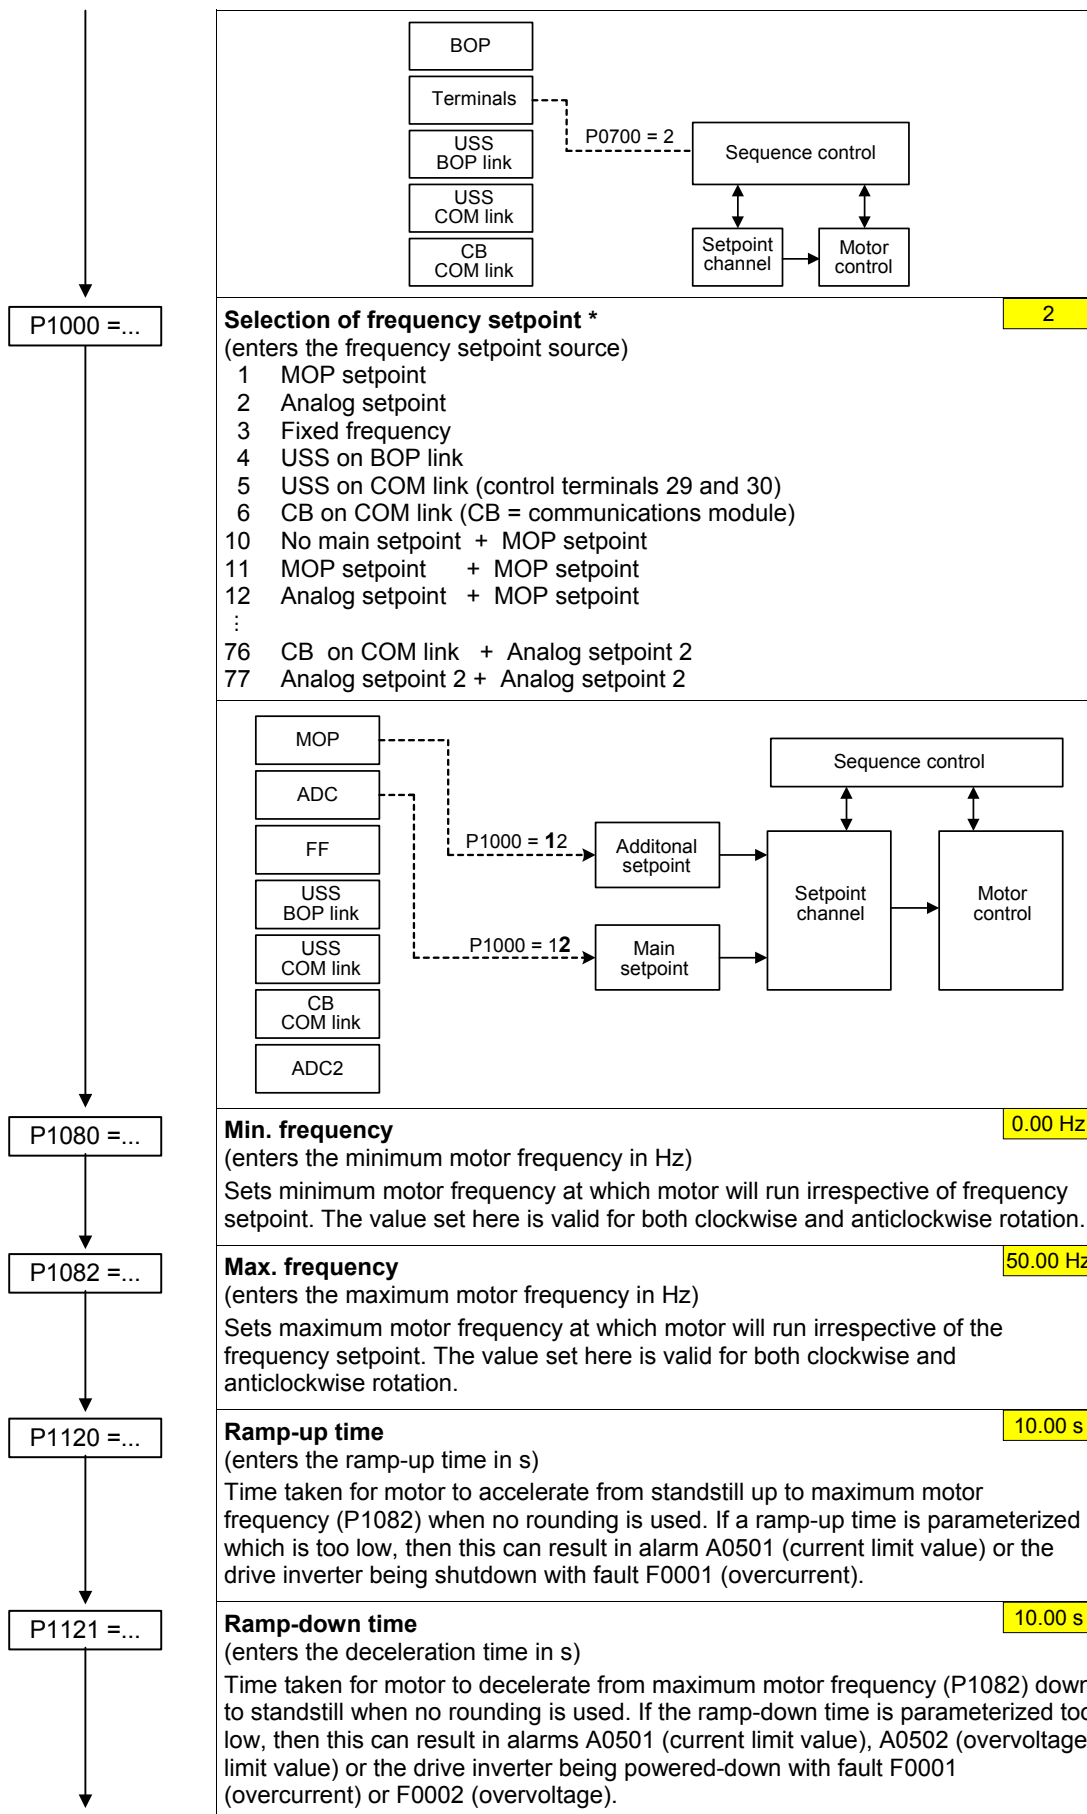 BOP
Terminals
USS
BOP link
USS
COM link
CB
COM link
P0700 = 2
Sequence control
Setpoint
channel
Motor
control
P1000 =...
Selection of frequency setpoint *
2
(enters the frequency setpoint source)
1 MOP setpoint
2 Analog setpoint
3 Fixed frequency
4 USS on BOP link
5 USS on COM link (control terminals 29 and 30)
6 CB on COM link (CB = communications module)
10 No main setpoint + MOP setpoint
11 MOP setpoint + MOP setpoint
12 Analog setpoint + MOP setpoint
⋮
76 CB on COM link + Analog setpoint 2
77 Analog setpoint 2 + Analog setpoint 2
MOP
ADC
FF
USS
BOP link
USS
COM link
CB
COM link
ADC2
P1000 = 12
P1000 = 12
Additonal
setpoint
Main
setpoint
Sequence control
Setpoint
channel
Motor
control
P1080 =...
Min. frequency
0.00 Hz
(enters the minimum motor frequency in Hz)
Sets minimum motor frequency at which motor will run irrespective of frequency
setpoint. The value set here is valid for both clockwise and anticlockwise rotation.
P1082 =...
Max. frequency
50.00 Hz
(enters the maximum motor frequency in Hz)
Sets maximum motor frequency at which motor will run irrespective of the
frequency setpoint. The value set here is valid for both clockwise and
anticlockwise rotation.
P1120 =...
Ramp-up time
10.00 s
(enters the ramp-up time in s)
Time taken for motor to accelerate from standstill up to maximum motor
frequency (P1082) when no rounding is used. If a ramp-up time is parameterized
which is too low, then this can result in alarm A0501 (current limit value) or the
drive inverter being shutdown with fault F0001 (overcurrent).
P1121 =...
Ramp-down time
10.00 s
(enters the deceleration time in s)
Time taken for motor to decelerate from maximum motor frequency (P1082) down
to standstill when no rounding is used. If the ramp-down time is parameterized too
low, then this can result in alarms A0501 (current limit value), A0502 (overvoltage
limit value) or the drive inverter being powered-down with fault F0001
(overcurrent) or F0002 (overvoltage).